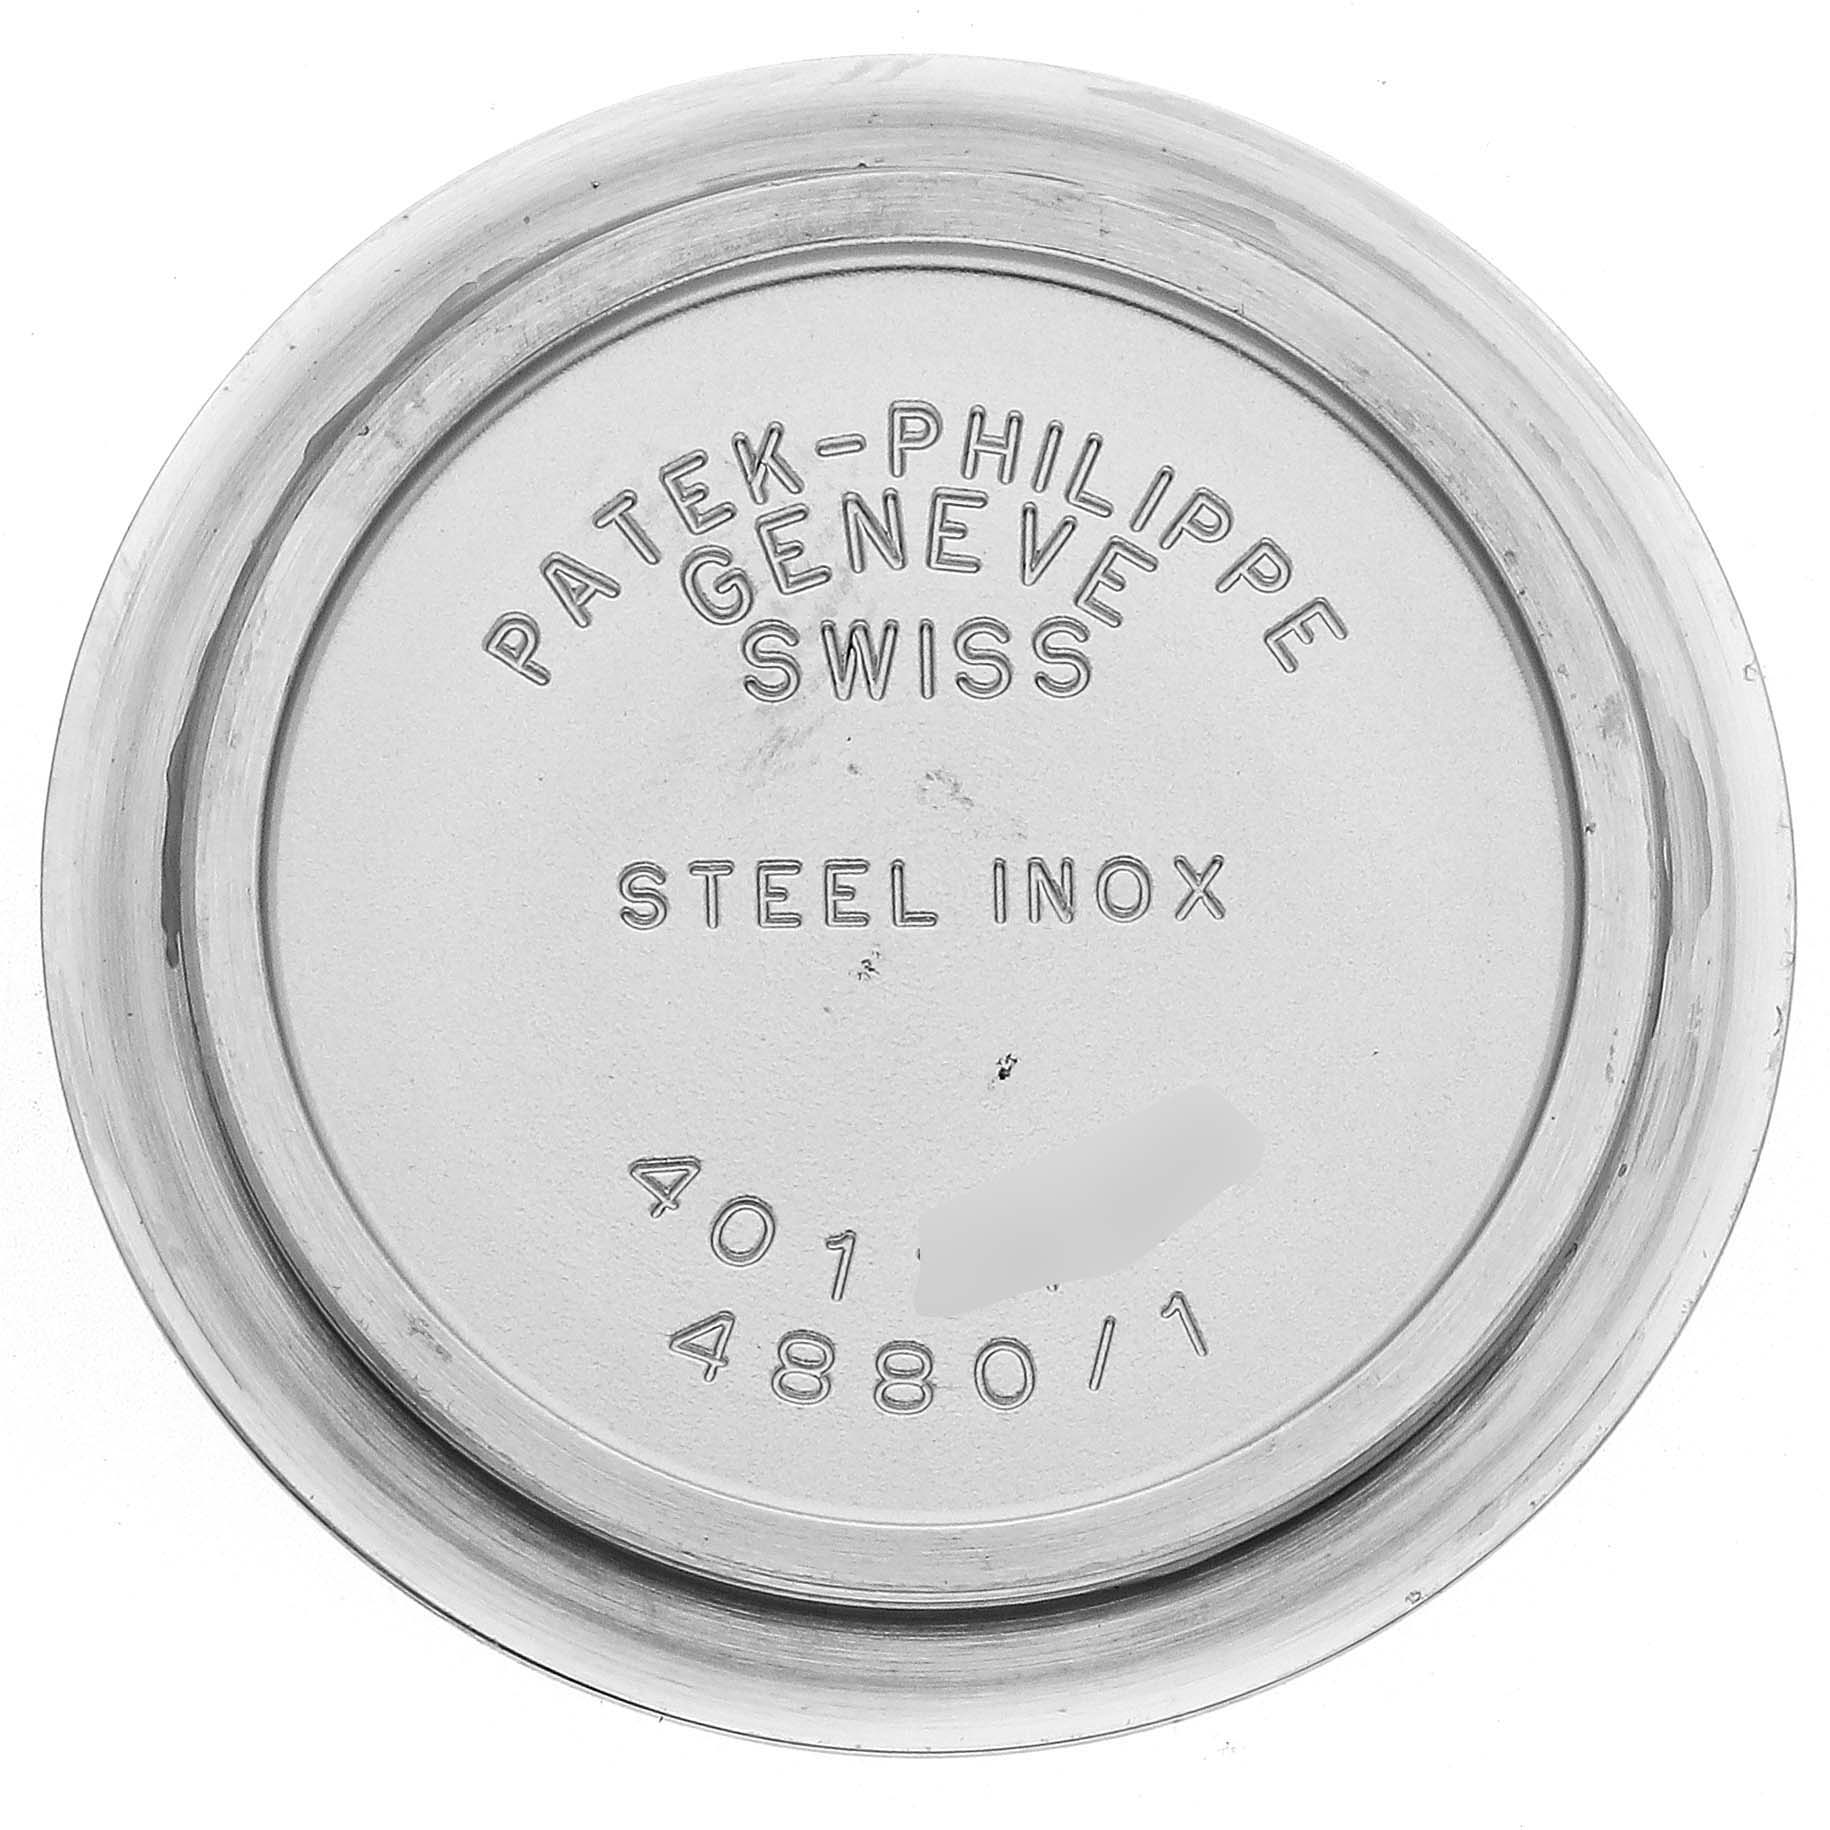 PATEK-PHILIPPE
GENEVE
SWISS
STEEL INOX
401
4880/1